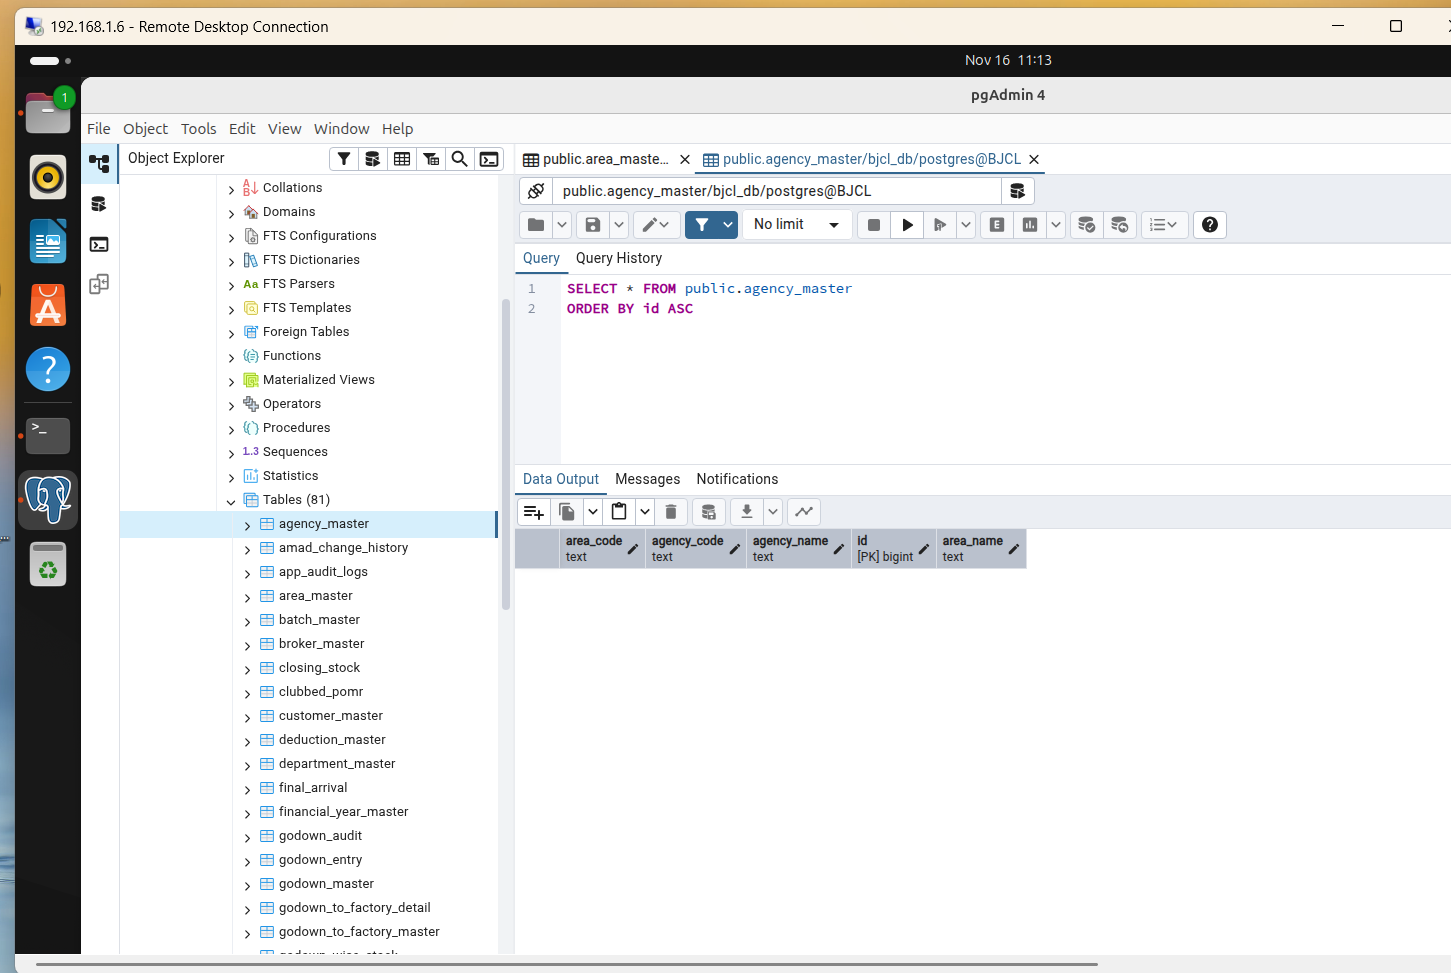 192.168.1.6 - Remote Desktop Connection
Nov 16 11:13
1
pgAdmin 4
File Object Tools Edit View Window Help
Object Explorer
public.area_maste...
public.agency_master/bjcl_db/postgres@BJCL
public.agency_master/bjcl_db/postgres@BJCL
No limit
E
Query Query History
1 SELECT * FROM public.agency_master
2 ORDER BY id ASC
Collations
Domains
FTS Configurations
FTS Dictionaries
Aa FTS Parsers
FTS Templates
Foreign Tables
Functions
Materialized Views
Operators
Procedures
1.3 Sequences
Statistics
Tables (81)
agency_master
amad_change_history
app_audit_logs
area_master
batch_master
broker_master
closing_stock
clubbed_pomr
customer_master
deduction_master
department_master
final_arrival
financial_year_master
godown_audit
godown_entry
godown_master
godown_to_factory_detail
godown_to_factory_master
Data Output Messages Notifications
area_code agency_code agency_name id area_name
text text text [PK] bigint text